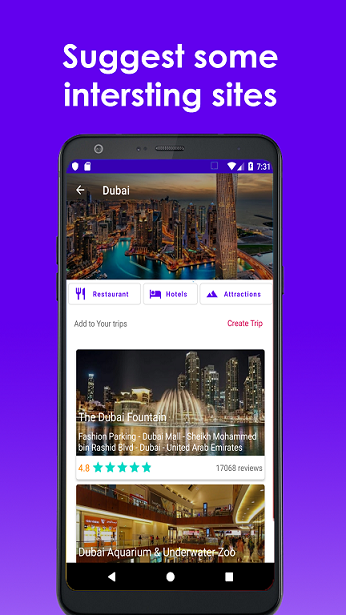 Suggest some
intersting sites
7:31
Dubai
Restaurant
Hotels
Attractions
Add to Your trips
Create Trip
The Dubai Fountain
Fashion Parking - Dubai Mall - Sheikh Mohammed
bin Rashid Blvd - Dubai - United Arab Emirates
4.8
17068 reviews
Dubai Aquarium & Underwater Zoo